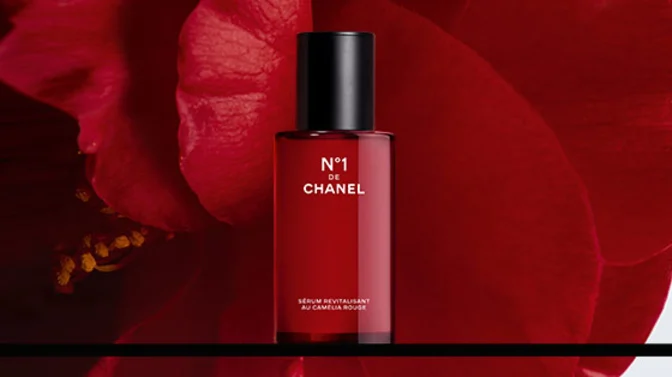 N°1
DE
CHANEL
SÉRUM REVITALISANT
AU CAMÉLIA ROUGE